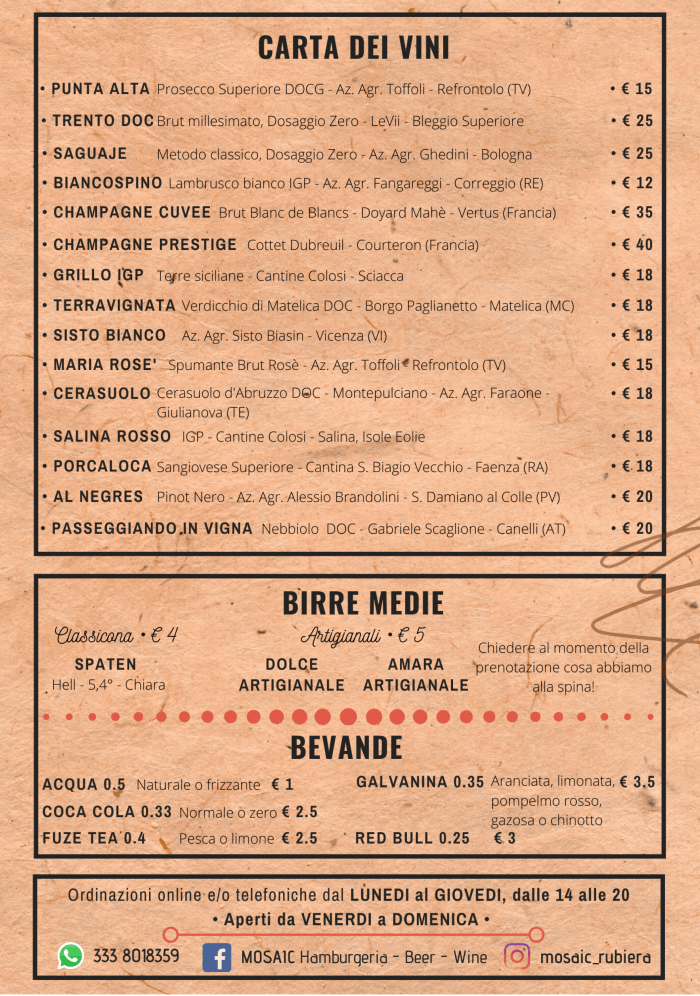 CARTA DEI VINI
• PUNTA ALTA Prosecco Superiore DOCG - Az. Agr. Toffoli - Refrontolo (TV) • € 15
• TRENTO DOC Brut millesimato, Dosaggio Zero - LeVii - Bleggio Superiore • € 25
• SAGUAJE Metodo classico, Dosaggio Zero - Az. Agr. Ghedini - Bologna • € 25
• BIANCOSPINO Lambrusco bianco IGP - Az. Agr. Fangareggi - Correggio (RE) • € 12
• CHAMPAGNE CUVEE Brut Blanc de Blancs - Doyard Mahè - Vertus (Francia) • € 35
• CHAMPAGNE PRESTIGE Cottet Dubreuil - Courteron (Francia) • € 40
• GRILLO IGP Terre siciliane - Cantine Colosi - Sciacca • € 18
• TERRAVIGNATA Verdicchio di Matelica DOC - Borgo Paglianetto - Matelica (MC) • € 18
• SISTO BIANCO Az. Agr. Sisto Biasin - Vicenza (VI) • € 18
• MARIA ROSE' Spumante Brut Rosè - Az. Agr. Toffoli - Refrontolo (TV) • € 15
• CERASUOLO Cerasuolo d'Abruzzo DOC - Montepulciano - Az. Agr. Faraone - • € 18
Giulianova (TE)
• SALINA ROSSO IGP - Cantine Colosi - Salina, Isole Eolie • € 18
• PORCALOCA Sangiovese Superiore - Cantina S. Biagio Vecchio - Faenza (RA) • € 18
• AL NEGRES Pinot Nero - Az. Agr. Alessio Brandolini - S. Damiano al Colle (PV) • € 20
• PASSEGGIANDO IN VIGNA Nebbiolo DOC - Gabriele Scaglione - Canelli (AT) • € 20
BIRRE MEDIE
Classicona • € 4
SPATEN
Hell - 5,4° - Chiara
Artigianali • € 5
DOLCE
ARTIGIANALE
AMARA
ARTIGIANALE
Chiedere al momento della
prenotazione cosa abbiamo
alla spina!
BEVANDE
ACQUA 0.5 Naturale o frizzante € 1
COCA COLA 0.33 Normale o zero € 2.5
FUZE TEA 0.4 Pesca o limone € 2.5
GALVANINA 0.35 Aranciata, limonata, € 3,5
pompelmo rosso,
gazosa o chinotto
RED BULL 0.25 € 3
Ordinazioni online e/o telefoniche dal LUNEDI al GIOVEDI, dalle 14 alle 20
• Aperti da VENERDI a DOMENICA •
333 8018359 MOSAIC Hamburgeria - Beer - Wine mosaic_rubiera